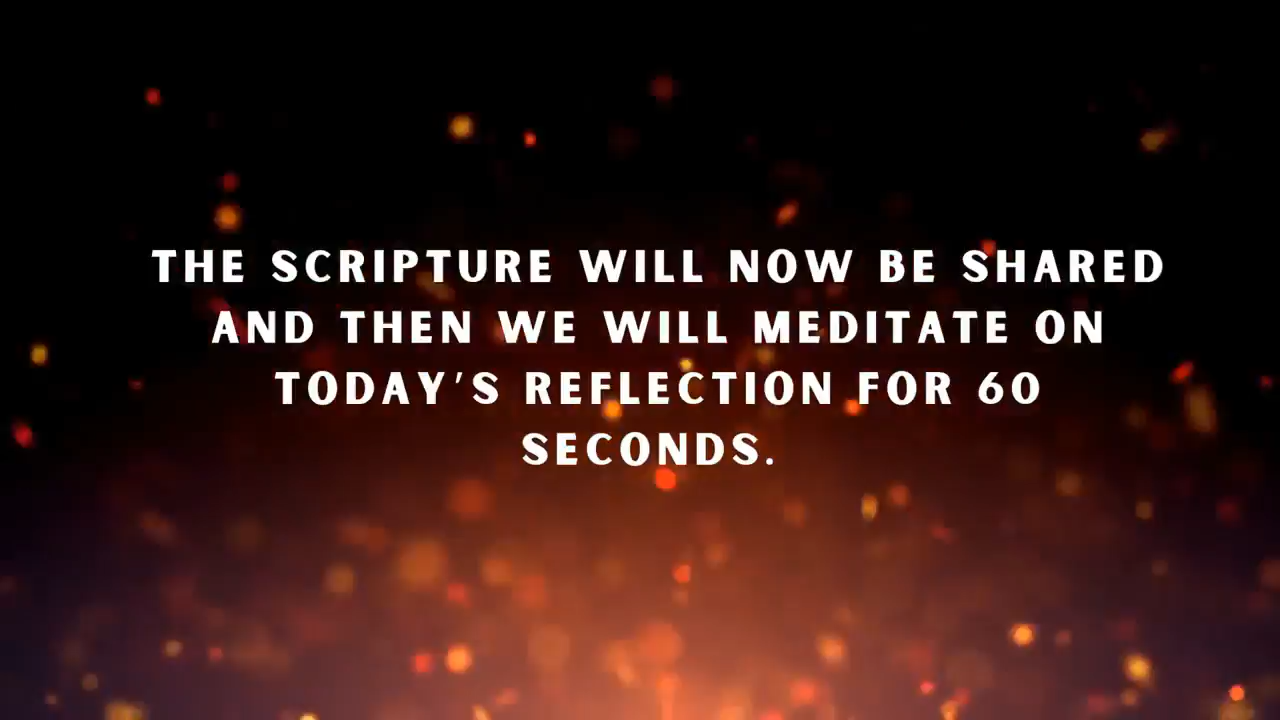 THE SCRIPTURE WILL NOW BE SHARED
AND THEN WE WILL MEDITATE ON
TODAY'S REFLECTION FOR 60
SECONDS.